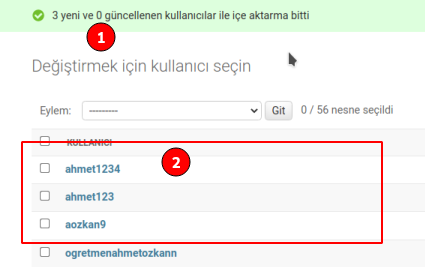 3 yeni ve 0 güncellenen kullanıcılar ile içe aktarma bitti
1
Değiştirmek için kullanıcı seçin
Eylem: --------- Git 0 / 56 nesne seçildi
KULLANICI
2
ahmet1234
ahmet123
aozkan9
ogretmenahmetozkann